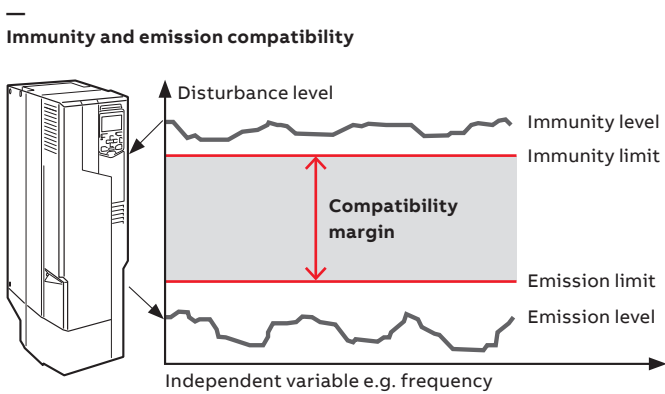 Immunity and emission compatibility
Disturbance level
Immunity level
Immunity limit
Compatibility
margin
Emission limit
Emission level
Independent variable e.g. frequency